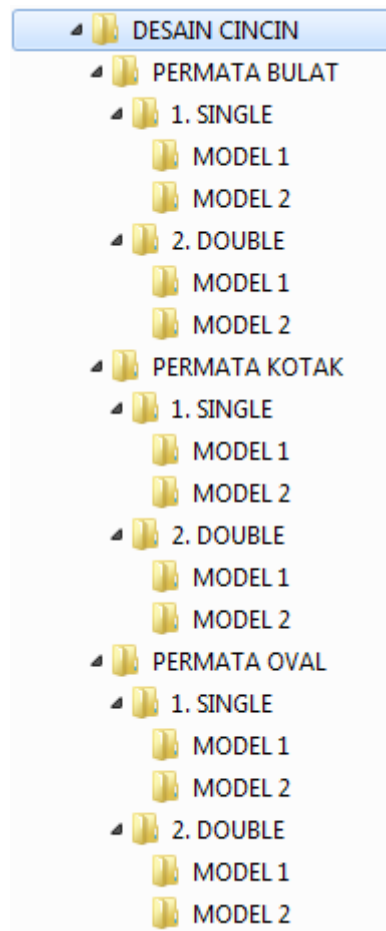 DESAIN CINCIN
PERMATA BULAT
1. SINGLE
MODEL 1
MODEL 2
2. DOUBLE
MODEL 1
MODEL 2
PERMATA KOTAK
1. SINGLE
MODEL 1
MODEL 2
2. DOUBLE
MODEL 1
MODEL 2
PERMATA OVAL
1. SINGLE
MODEL 1
MODEL 2
2. DOUBLE
MODEL 1
MODEL 2